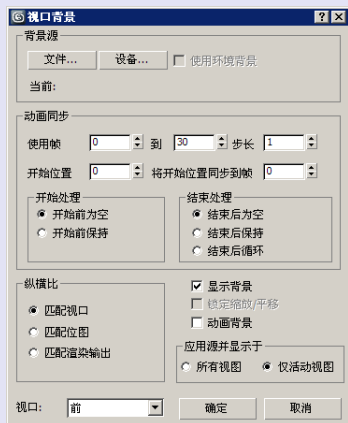 视口背景
背景源
文件... 设备... 使用环境背景
当前:
动画同步
使用帧 0 到 30 步长 1
开始位置 0 将开始位置同步到帧 0
开始处理 结束处理
开始前为空 结束后为空
开始前保持 结束后保持
结束后循环
纵横比 显示背景
锁定缩放/平移
匹配视口 动画背景
匹配位图
匹配渲染输出 应用源并显示于
所有视图 仅活动视图
视口: 前 确定 取消